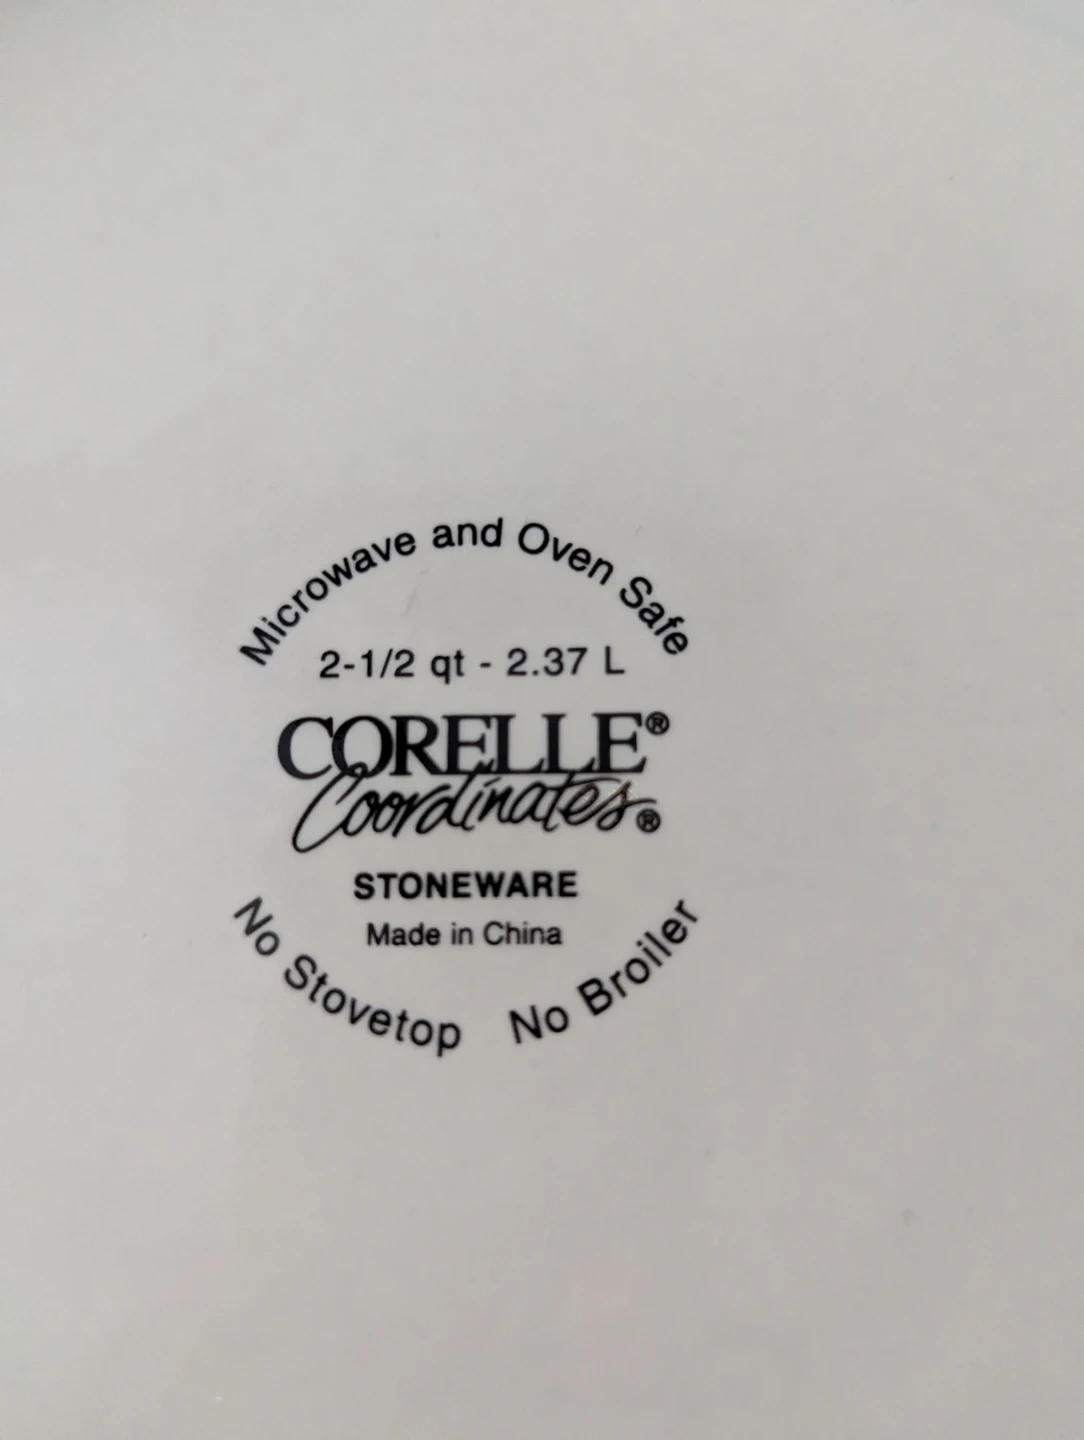 Microwave and Oven Safe
2-1/2 qt - 2.37 L
CORELLE®
Coordinates®
STONEWARE
Made in China
No Stovetop No Broiler